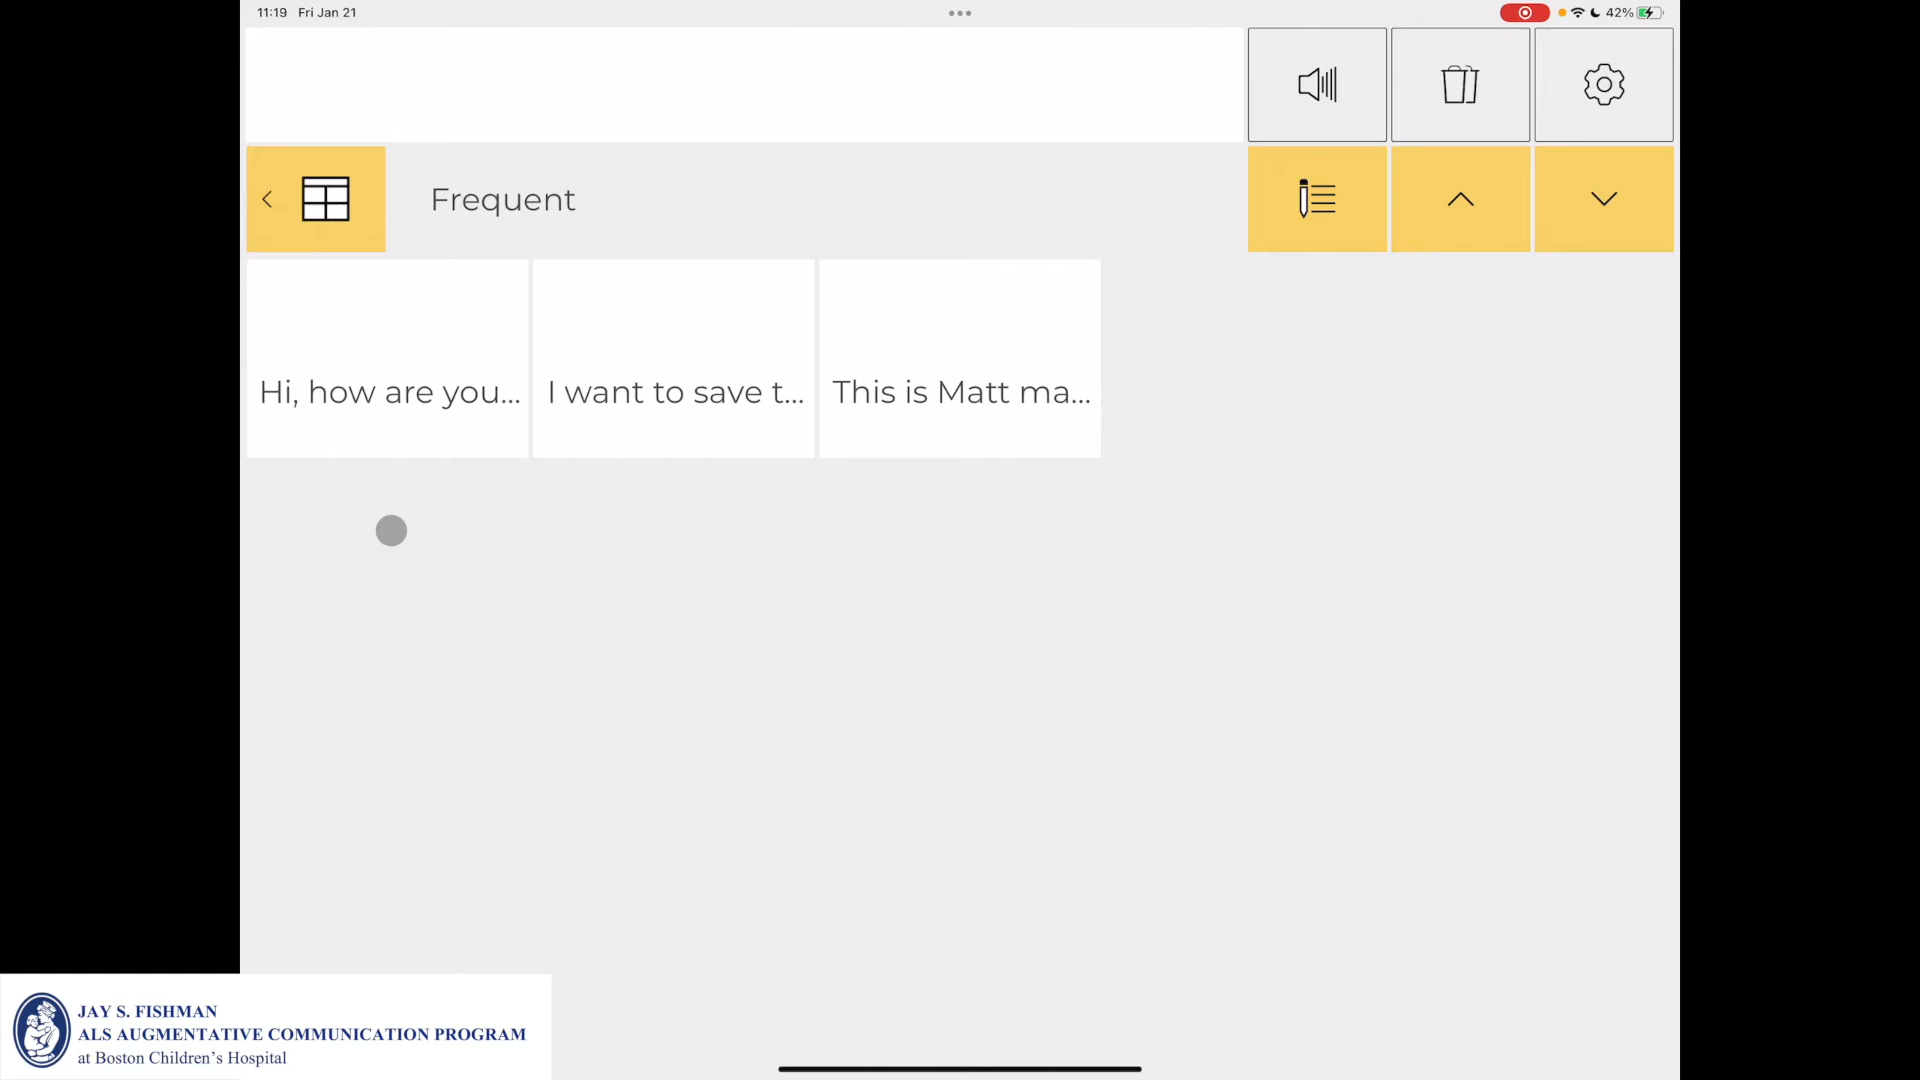 11:19 Fri Jan 21
42%
Frequent
Hi, how are you...
I want to save t...
This is Matt ma...
JAY S. FISHMAN
ALS AUGMENTATIVE COMMUNICATION PROGRAM
at Boston Children's Hospital